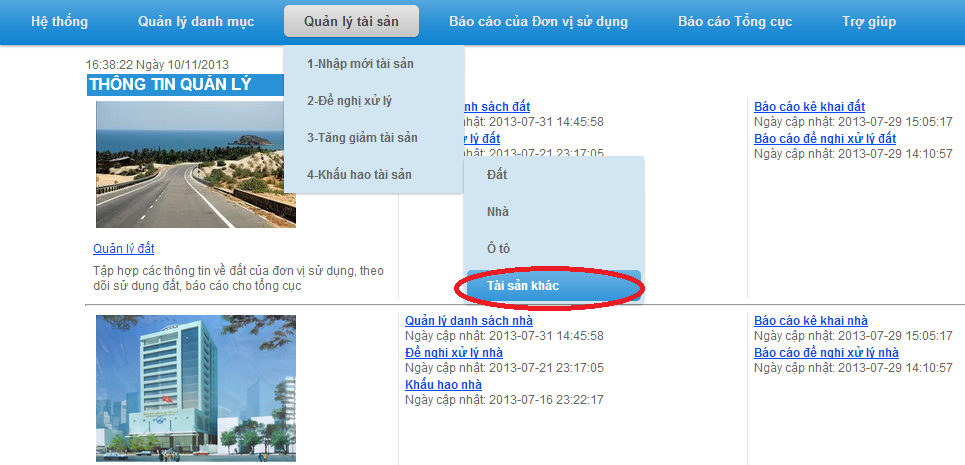 Hệ thống
Quản lý danh mục
Quản lý tài sản
Báo cáo của Đơn vị sử dụng
Báo cáo Tổng cục
Trợ giúp
1-Nhập mới tài sản
2-Đề nghị xử lý
3-Tăng giảm tài sản
4-Khấu hao tài sản
Đất
Nhà
Ô tô
Tài sản khác
16:38:22 Ngày 10/11/2013
THÔNG TIN QUẢN LÝ
Quản lý đất
Tập hợp các thông tin về đất của đơn vị sử dụng, theo
dõi sử dụng đất, báo cáo cho tổng cục
sách đất
nhật: 2013-07-31 14:45:58
lý đất
nhật: 2013-07-21 23:17:05
Báo cáo kê khai đất
Ngày cập nhật: 2013-07-29 15:05:17
Báo cáo đề nghị xử lý đất
Ngày cập nhật: 2013-07-29 14:10:57
Quản lý danh sách nhà
Ngày cập nhật: 2013-07-31 14:45:58
Đề nghị xử lý nhà
Ngày cập nhật: 2013-07-21 23:17:05
Khấu hao nhà
Ngày cập nhật: 2013-07-16 23:22:17
Báo cáo kê khai nhà
Ngày cập nhật: 2013-07-29 15:05:17
Báo cáo đề nghị xử lý nhà
Ngày cập nhật: 2013-07-29 14:10:57